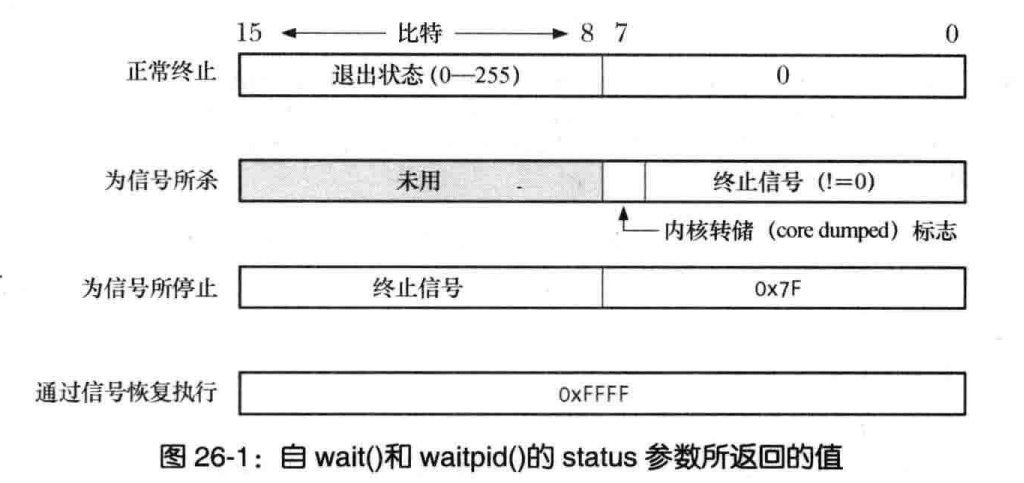 15 比特 8 7 0
正常终止 退出状态 (0—255) 0
为信号所杀 未用 终止信号 (!=0)
内核转储 (core dumped) 标志
为信号所停止 终止信号 0x7F
通过信号恢复执行 0xFFFF
图 26-1：自 wait()和 waitpid()的 status 参数所返回的值